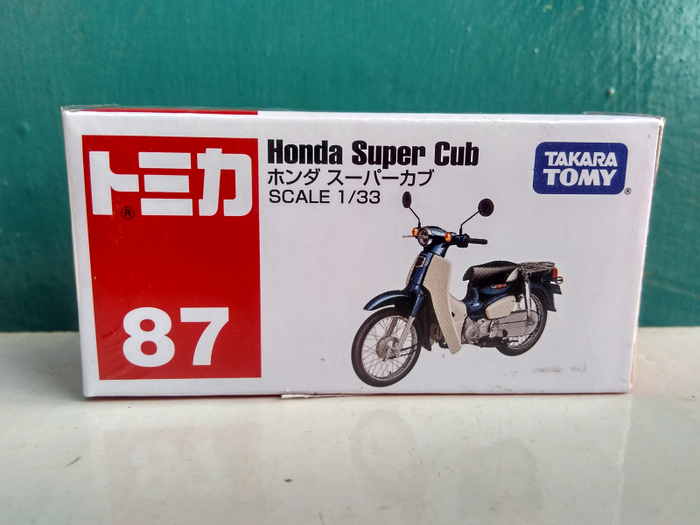 トミカ
®
87
Honda Super Cub
ホンダ スーパーカブ
SCALE 1/33
TAKARA
TOMY
®